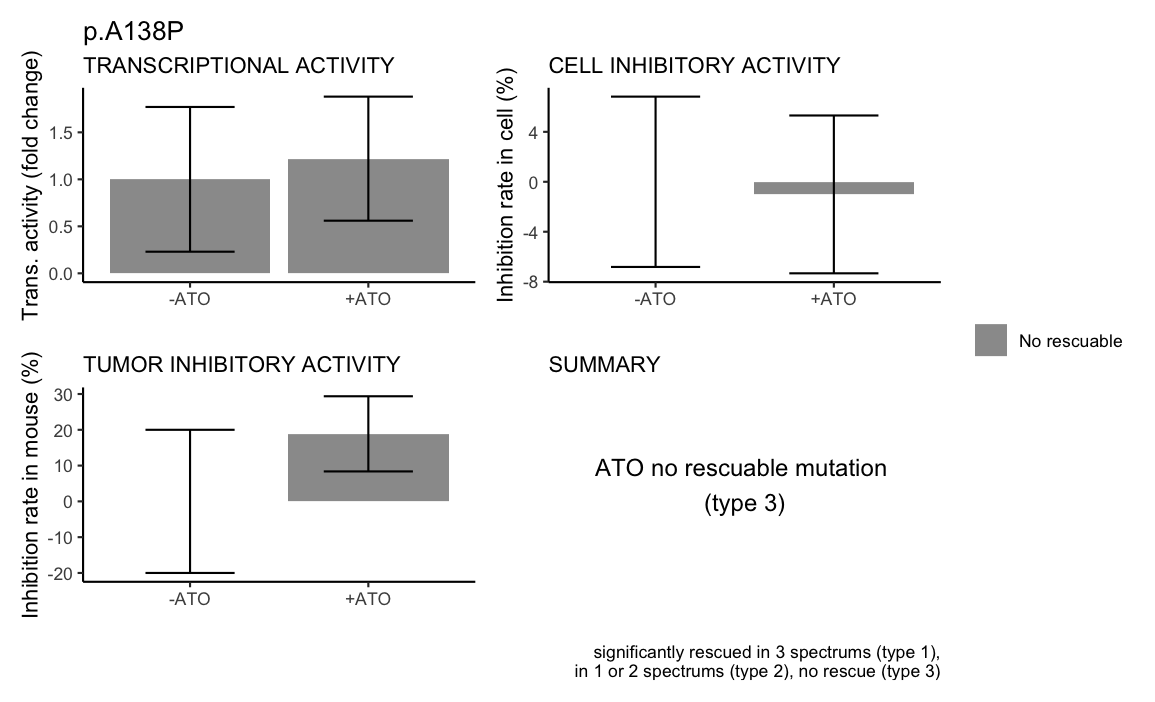 p.A138P
TRANSCRIPTIONAL ACTIVITY
Trans. activity (fold change)
1.5
1.0
0.5
0.0
-ATO
+ATO
CELL INHIBITORY ACTIVITY
Inhibition rate in cell (%)
4
0
-4
-8
-ATO
+ATO
No rescuable
TUMOR INHIBITORY ACTIVITY
Inhibition rate in mouse (%)
30
20
10
0
-10
-20
-ATO
+ATO
SUMMARY
ATO no rescuable mutation
(type 3)
significantly rescued in 3 spectrums (type 1),
in 1 or 2 spectrums (type 2), no rescue (type 3)